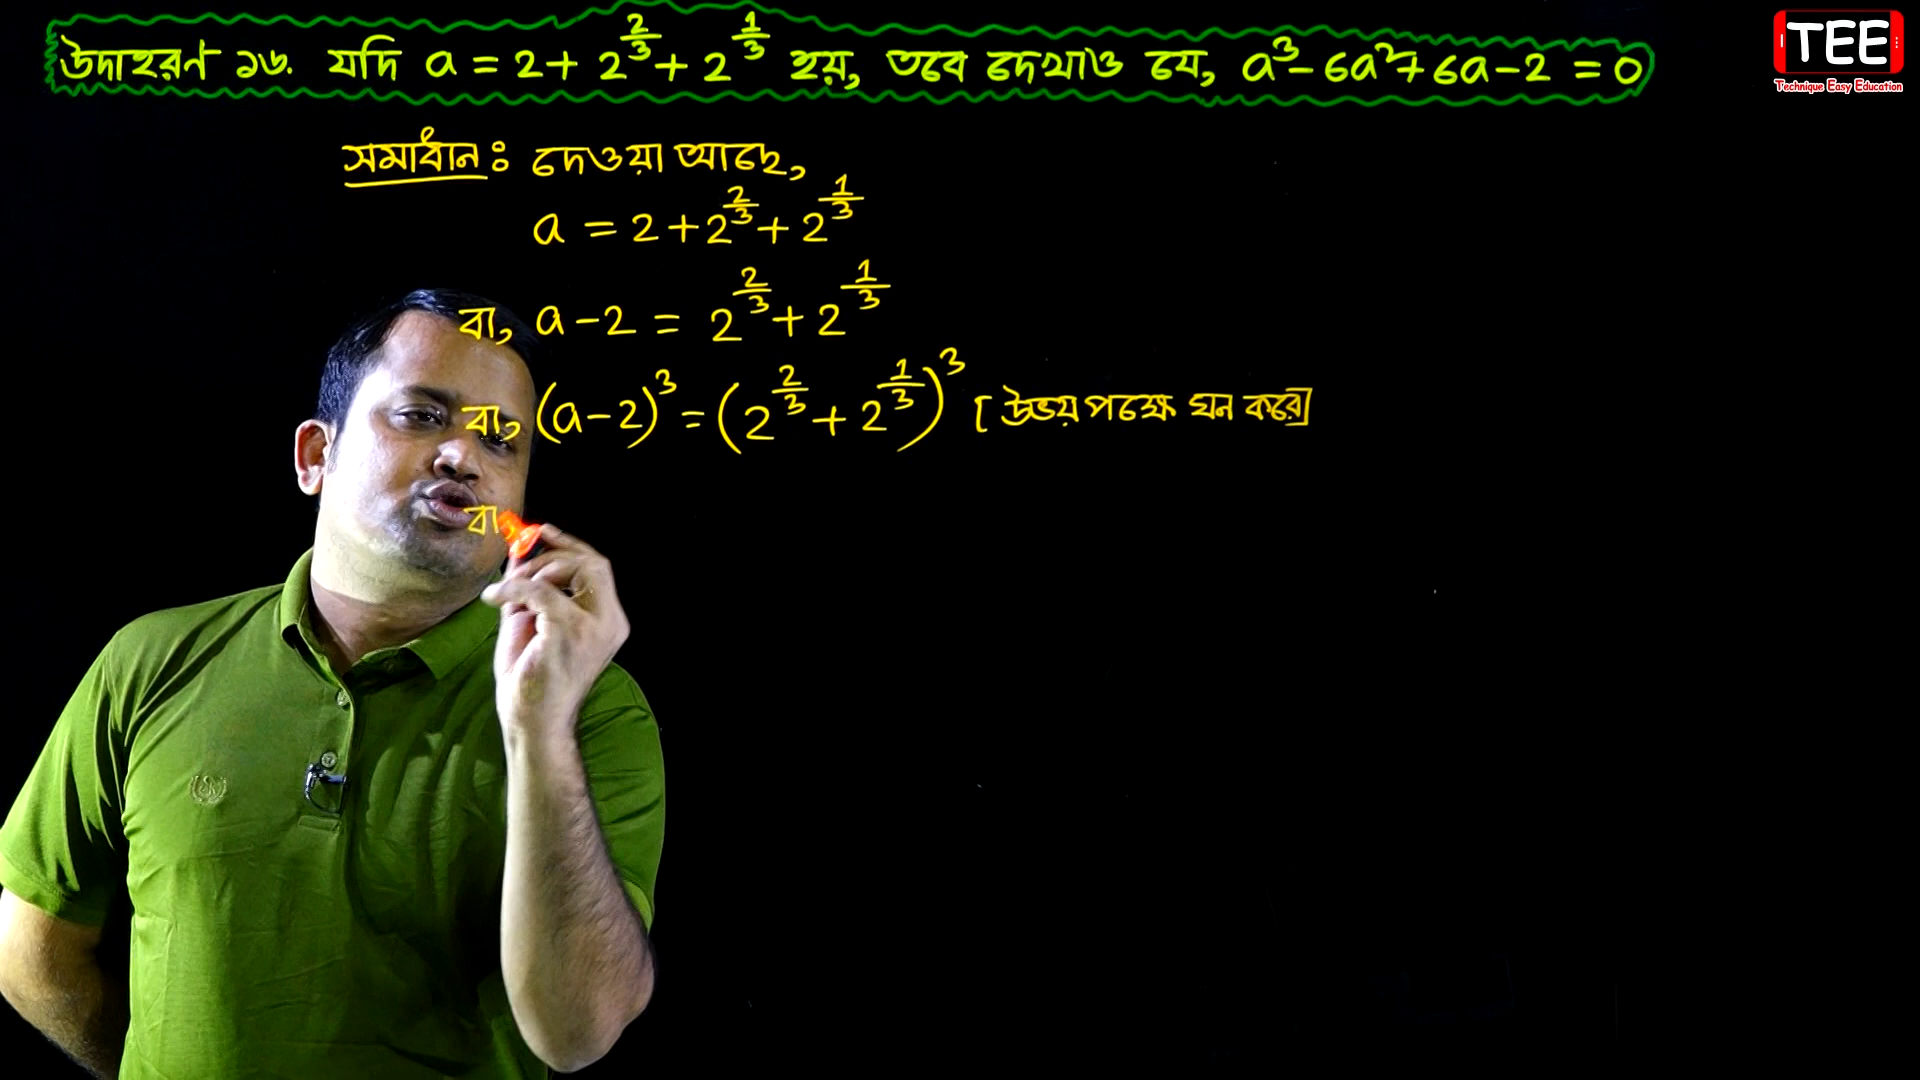 উদাহরণ ১৬. যদি a = 2 + 2^{2/3} + 2^{1/3} হয়, তবে দেখাও যে, a³ - 6a² + 6a - 2 = 0
TEE
Technique Easy Education
সমাধান : দেওয়া আছে,
a = 2 + 2^{2/3} + 2^{1/3}
বা, a - 2 = 2^{2/3} + 2^{1/3}
বা, (a - 2)³ = (2^{2/3} + 2^{1/3})³ [উভয় পক্ষে ঘন করে]
বা,